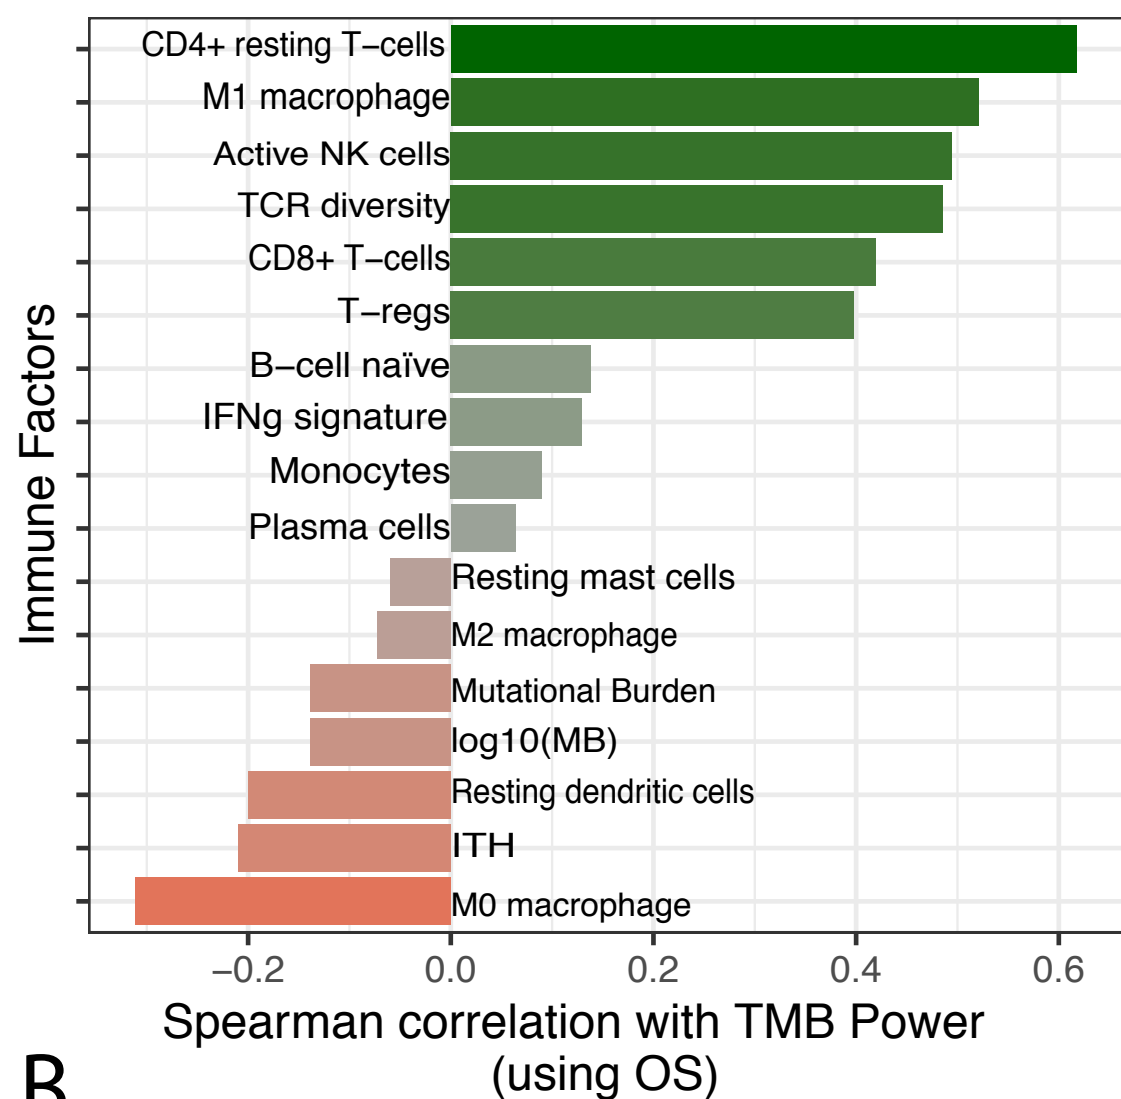 CD4+ resting T−cells
M1 macrophage
Active NK cells
TCR diversity
CD8+ T−cells
T−regs
B−cell naïve
IFNg signature
Monocytes
Plasma cells
Resting mast cells
M2 macrophage
Mutational Burden
log10(MB)
Resting dendritic cells
ITH
M0 macrophage
Immune Factors
−0.2 0.0 0.2 0.4 0.6
Spearman correlation with TMB Power
(using OS)
B